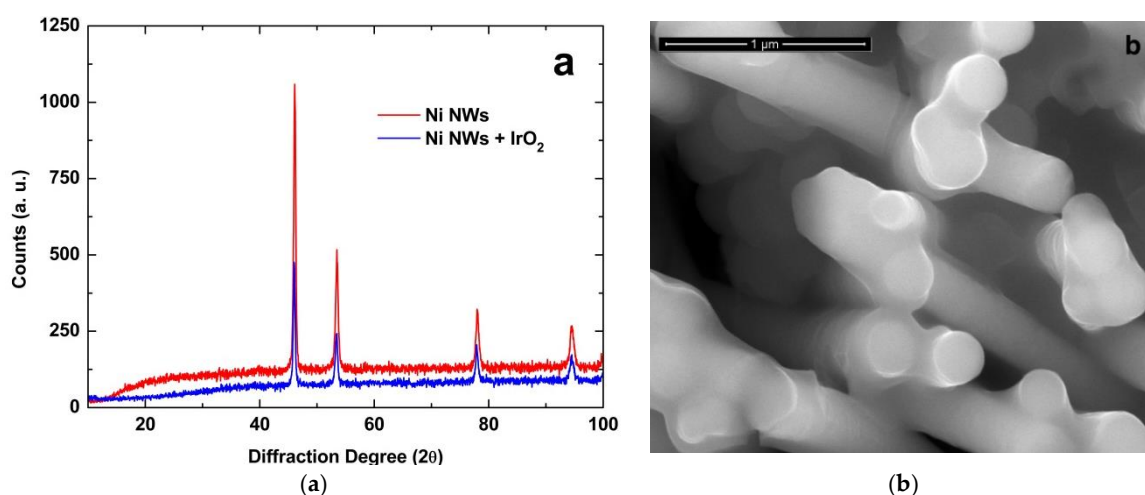 a
Counts (a. u.)
1250
1000
750
500
250
0
Ni NWs
Ni NWs + IrO₂
20
40
60
80
100
Diffraction Degree (2θ)
(a)
1 µm
b
(b)